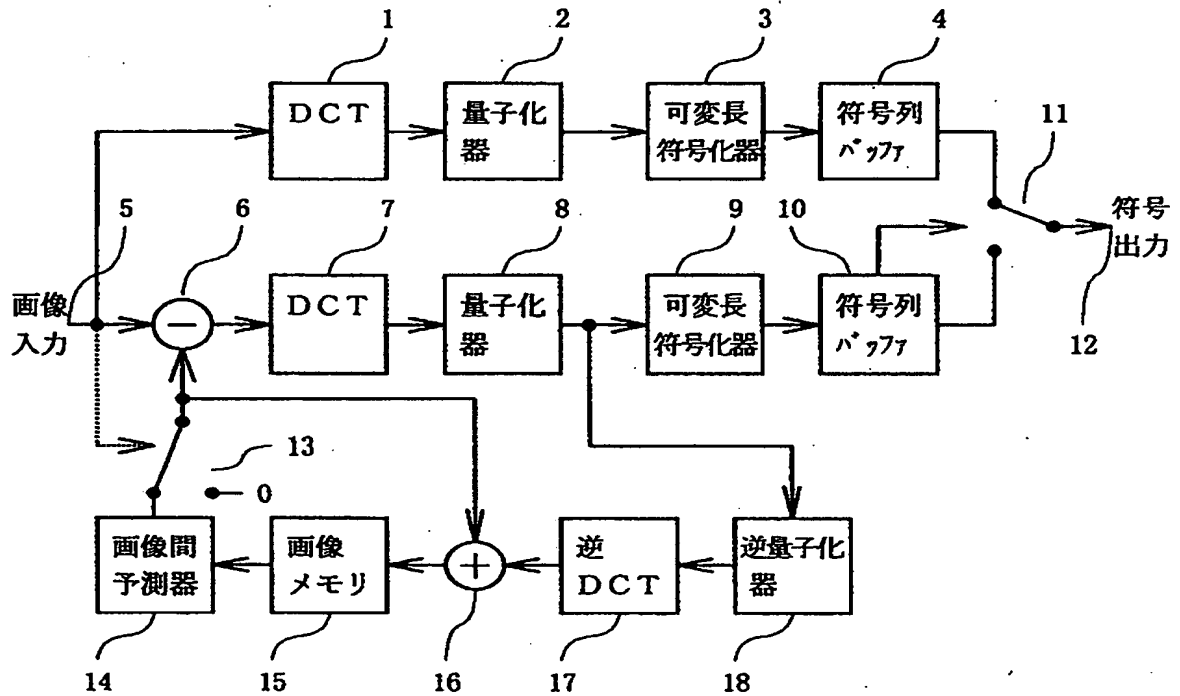 1
2
3
4
DCT
量子化
器
可変長
符号化器
符号列
バッファ
11
5
6
7
8
9
10
符号
出力
画像
入力
DCT
量子化
器
可変長
符号化器
符号列
バッファ
12
13
0
画像間
予測器
画像
メモリ
逆
DCT
逆量子化
器
14
15
16
17
18